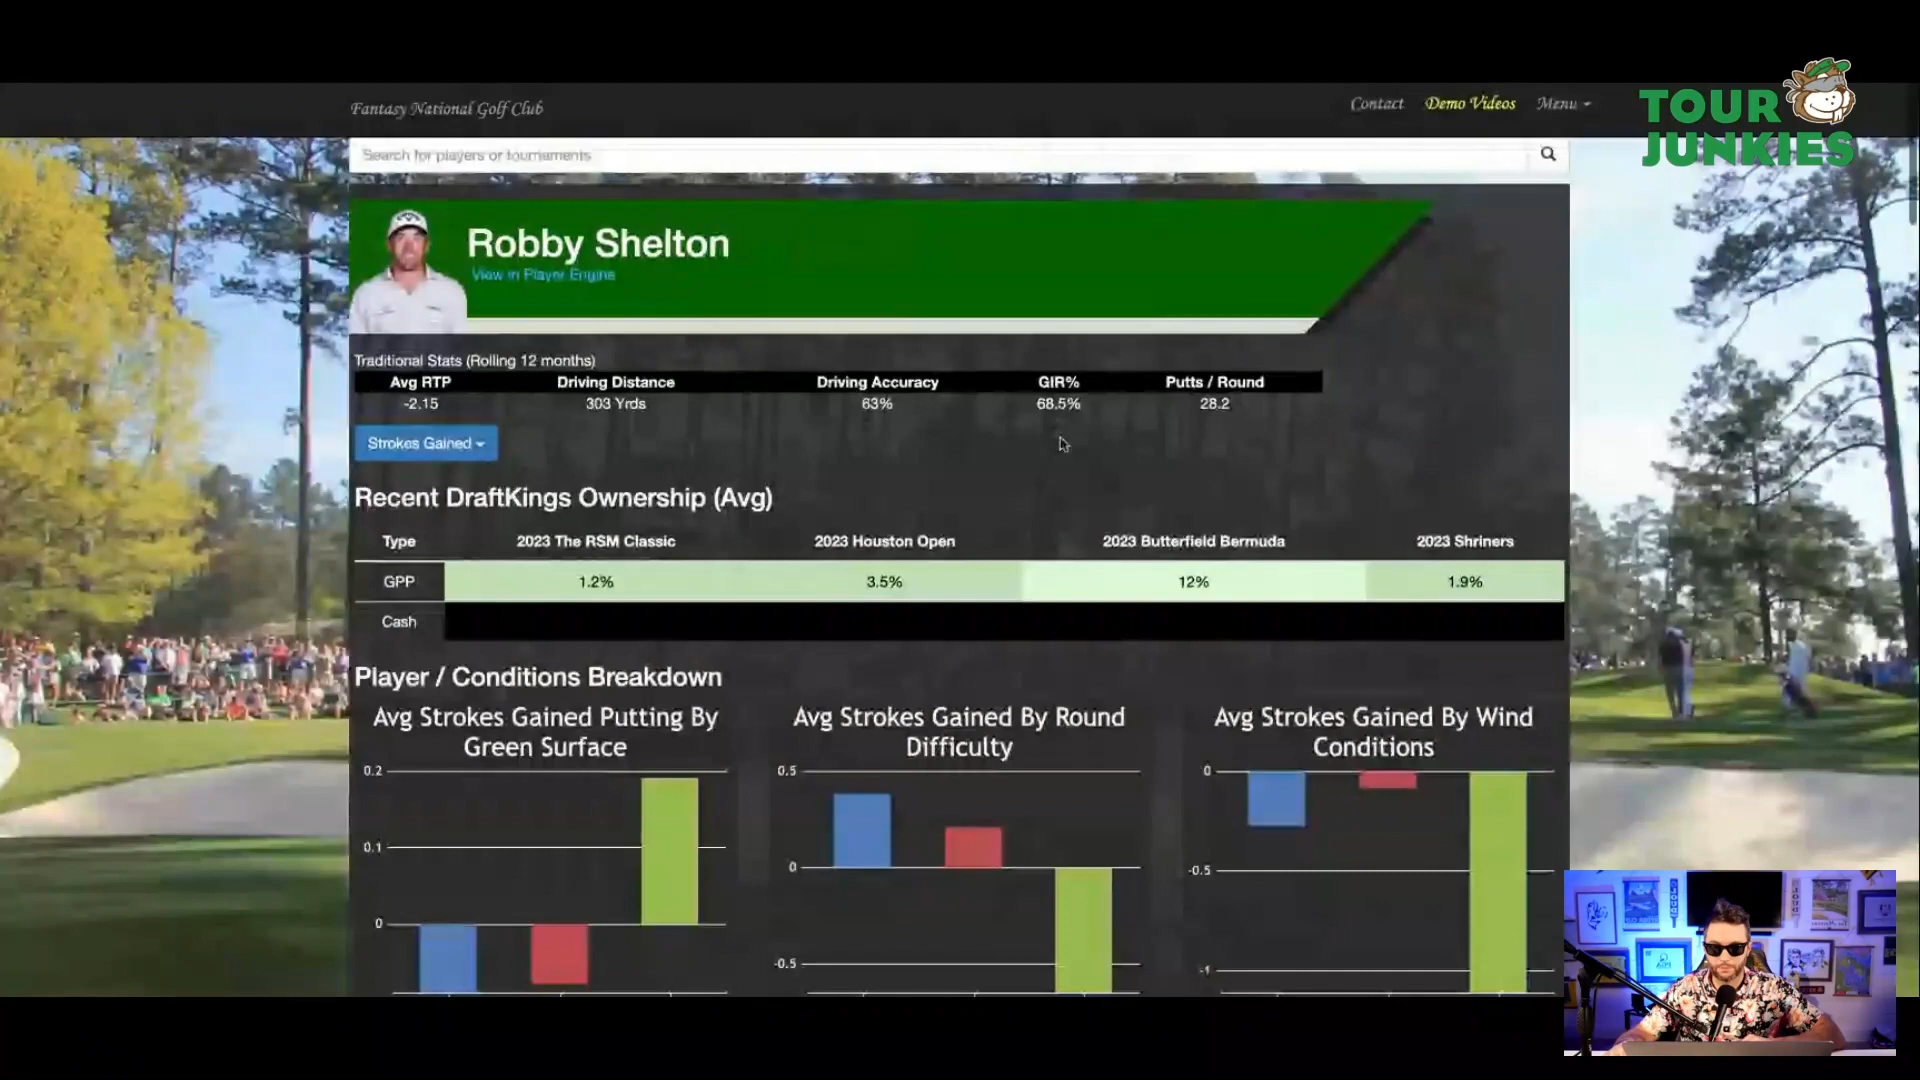 Fantasy National Golf Club
Contact Demo Videos Menu
TOUR
JUNKIES
Search for players or tournaments
Robby Shelton
View in Player Engine
Traditional Stats (Rolling 12 months)
Avg RTP Driving Distance Driving Accuracy GIR% Putts / Round
-2.15 303 Yrds 63% 68.5% 28.2
Strokes Gained
Recent DraftKings Ownership (Avg)
Type 2023 The RSM Classic 2023 Houston Open 2023 Butterfield Bermuda 2023 Shriners
GPP 1.2% 3.5% 12% 1.9%
Cash
Player / Conditions Breakdown
Avg Strokes Gained Putting By
Green Surface
0.2
0.1
0
Avg Strokes Gained By Round
Difficulty
0.5
0
-0.5
Avg Strokes Gained By Wind
Conditions
0
-0.5
-1